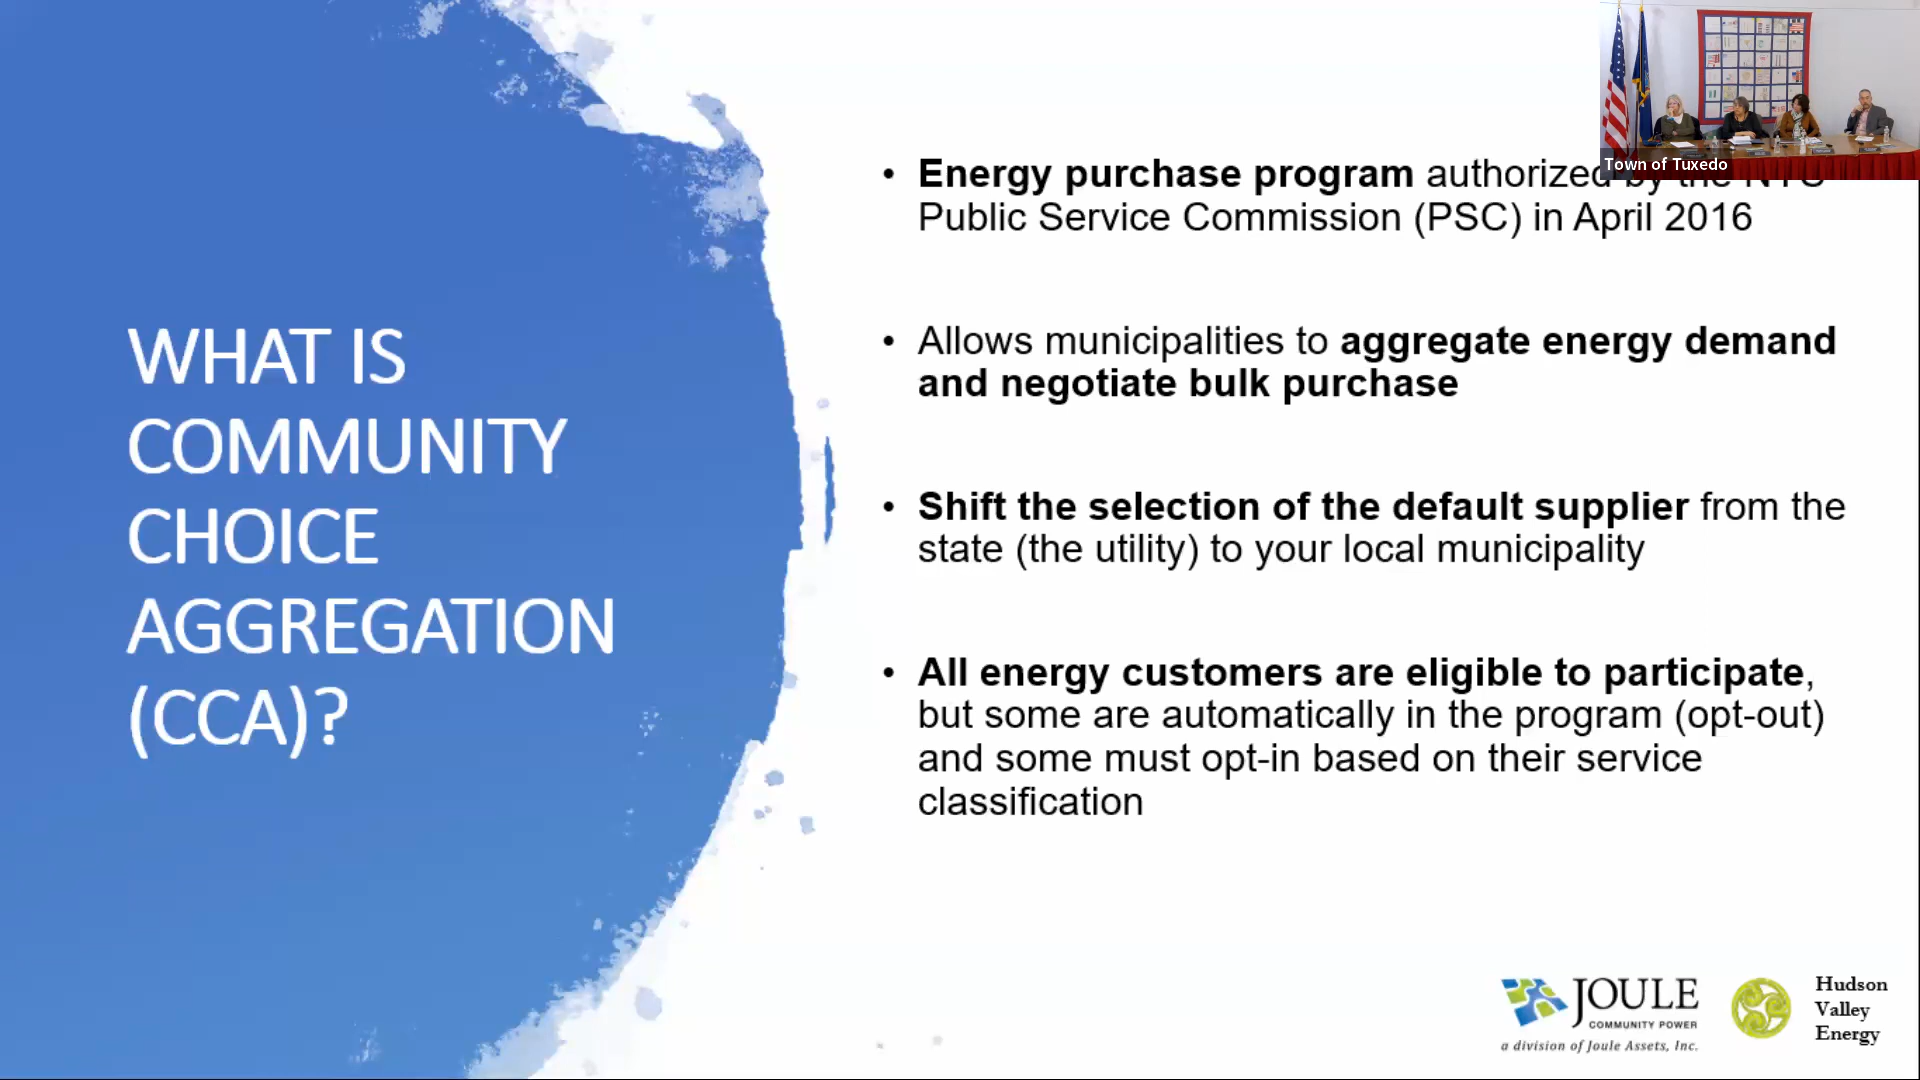 WHAT IS
COMMUNITY
CHOICE
AGGREGATION
(CCA)?
Town of Tuxedo
• Energy purchase program authorized by the NYS
Public Service Commission (PSC) in April 2016
• Allows municipalities to aggregate energy demand
and negotiate bulk purchase
• Shift the selection of the default supplier from the
state (the utility) to your local municipality
• All energy customers are eligible to participate,
but some are automatically in the program (opt-out)
and some must opt-in based on their service
classification
JOULE
COMMUNITY POWER
a division of Joule Assets, Inc.
Hudson
Valley
Energy